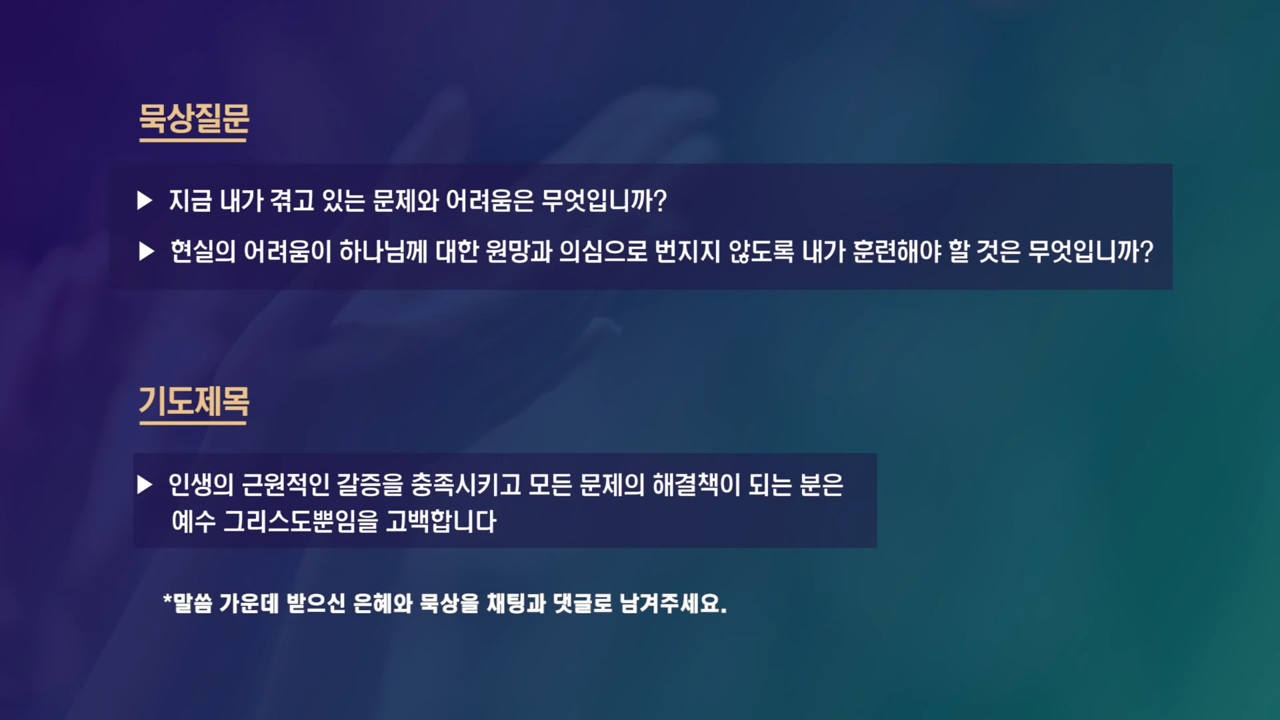 묵상질문
▶ 지금 내가 겪고 있는 문제와 어려움은 무엇입니까?
▶ 현실의 어려움이 하나님께 대한 원망과 의심으로 번지지 않도록 내가 훈련해야 할 것은 무엇입니까?
기도제목
▶ 인생의 근원적인 갈증을 충족시키고 모든 문제의 해결책이 되는 분은
예수 그리스도뿐임을 고백합니다
*말씀 가운데 받으신 은혜와 묵상을 채팅과 댓글로 남겨주세요.